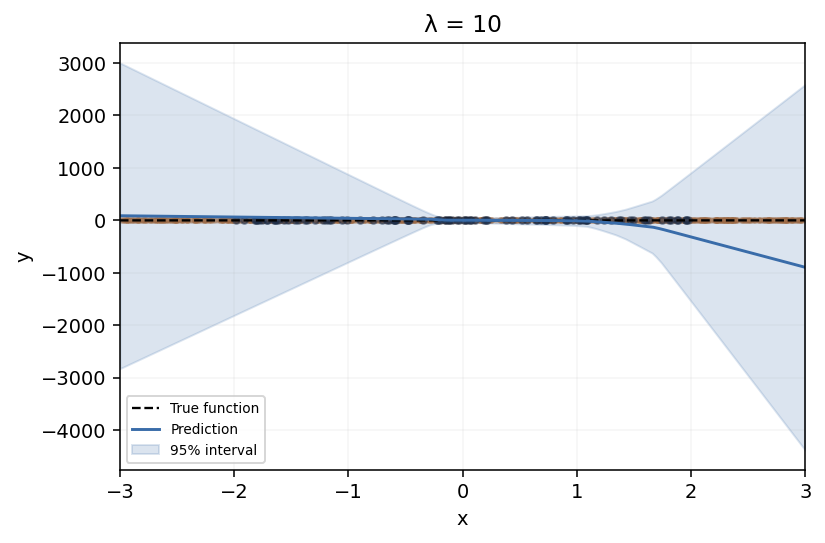 λ = 10
3000
2000
1000
0
−1000
−2000
−3000
−4000
y
True function
Prediction
95% interval
−3 −2 −1 0 1 2 3
x